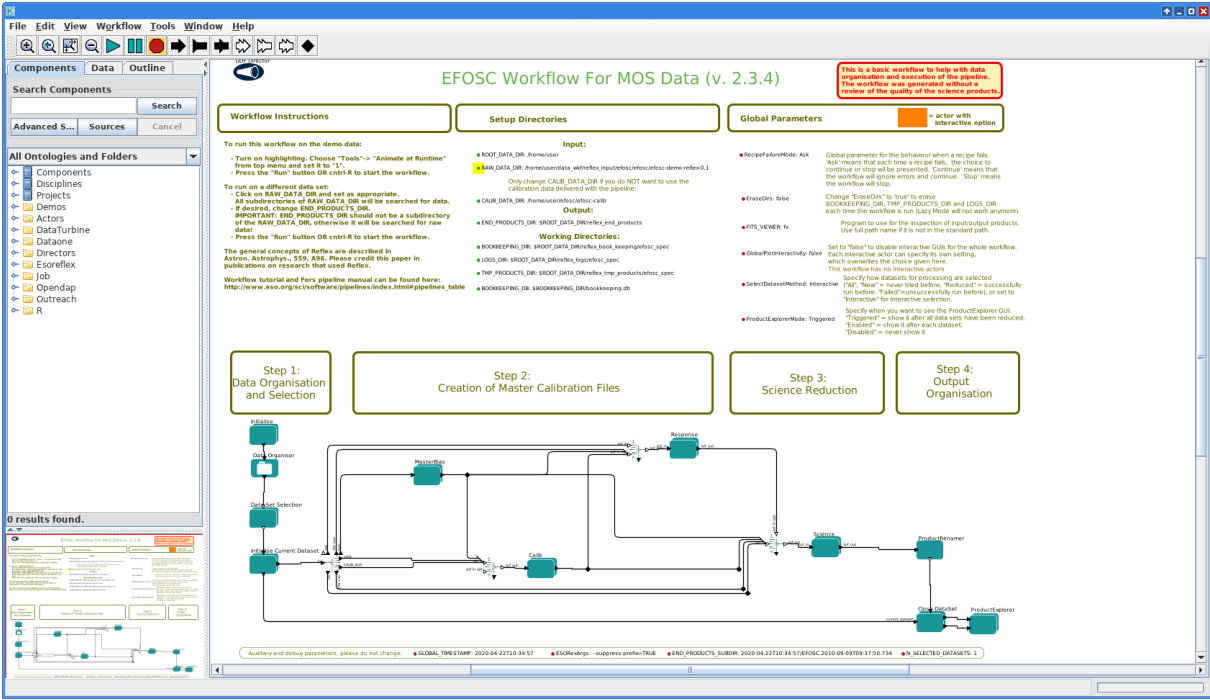 File Edit View Workflow Tools Window Help
Components Data Outline
Search Components
Search
Advanced S... Sources Cancel
All Ontologies and Folders
Components
Disciplines
Projects
Demos
Actors
DataTurbine
Dataone
Directors
Esoreflex
Job
Opendap
Outreach
R
0 results found.
DDF Director
EFOSC Workflow For MOS Data (v. 2.3.4)
This is a basic workflow to help with data
organisation and execution of the pipeline.
The workflow was generated without a
review of the quality of the science products.
Workflow Instructions
Setup Directories
Global Parameters
= actor with
interactive option
To run this workflow on the demo data:
- Turn on highlighting. Choose "Tools"-> "Animate at Runtime"
from top menu and set it to "1".
- Press the "Run" button OR cntrl-R to start the workflow.
To run on a different data set:
- Click on RAW_DATA_DIR and set as appropriate.
All subdirectories of RAW_DATA_DIR will be searched for data.
- If desired, change END_PRODUCTS_DIR.
IMPORTANT: END_PRODUCTS_DIR should not be a subdirectory
of the RAW_DATA_DIR, otherwise it will be searched for raw
data!
- Press the "Run" button OR cntrl-R to start the workflow.
The general concepts of Reflex are described in
Astron. Astrophys., 559, A96. Please credit this paper in
publications on research that used Reflex.
Workflow tutorial and Fors pipeline manual can be found here:
http://www.eso.org/sci/software/pipelines/index.html#pipelines_table
Input:
ROOT_DATA_DIR: /home/user
RAW_DATA_DIR: /home/user/data_wkf/reflex_input/efosc/efosc-demo-reflex-0.1
Only change CALIB_DATA_DIR if you do NOT want to use the
calibration data delivered with the pipeline:
CALIB_DATA_DIR: /home/user/efosc/efosc-calib
Output:
END_PRODUCTS_DIR: $ROOT_DATA_DIR/reflex_end_products
Working Directories:
BOOKKEEPING_DIR: $ROOT_DATA_DIR/reflex_book_keeping/efosc_spec
LOGS_DIR: $ROOT_DATA_DIR/reflex_logs/efosc_spec
TMP_PRODUCTS_DIR: $ROOT_DATA_DIR/reflex_tmp_products/efosc_spec
BOOKKEEPING_DB: $BOOKKEEPING_DIR/bookkeeping.db
RecipeFailureMode: Ask
Global parameter for the behaviour when a recipe fails.
'Ask' means that each time a recipe fails, the choice to
continue or stop will be presented. 'Continue' means that
the workflow will ignore errors and continue. `Stop' means
the workflow will stop.
EraseDirs: false
Change "EraseDirs" to 'true' to erase
BOOKKEEPING_DIR, TMP_PRODUCTS_DIR and LOGS_DIR
each time the workflow is run (Lazy Mode will not work anymore)
FITS_VIEWER: fv
Program to use for the inspection of input/output products.
Use full path name if it is not in the standard path.
GlobalPlotInteractivity: false
Set to "false" to disable interactive GUIs for the whole workflow.
Each interactive actor can specify its own setting,
which overwrites the choice given here.
This workflow has no interactive actors
SelectDatasetMethod: Interactive
Specify how datasets for processing are selected
("All", "New" = never tried before, "Reduced" = successfully
run before. "Failed"=unsuccessfully run before), or set to
"Interactive" for interactive selection.
ProductExplorerMode: Triggered
Specify when you want to see the ProductExplorer GUI.
"Triggered" = show it after all data sets have been reduced.
"Enabled" = show it after each dataset.
"Disabled" = never show it
Step 1:
Data Organisation
and Selection
Step 2:
Creation of Master Calibration Files
Step 3:
Science Reduction
Step 4:
Output
Organisation
Initialise
Data Organiser
Data Set Selection
Initialise Current Dataset
MasterBias
Response
Calib
Science
ProductRenamer
Close DataSet
ProductExplorer
current_dataset
CALIB_SOF
sof_out
Auxiliary and debug parameters, please do not change:
GLOBAL_TIMESTAMP: 2020-04-22T10:34:57
ESORexArgs: --suppress-prefix=TRUE
END_PRODUCTS_SUBDIR: 2020-04-22T10:34:57/EFOSC.2010-09-09T09:37:50.734
N_SELECTED_DATASETS: 1